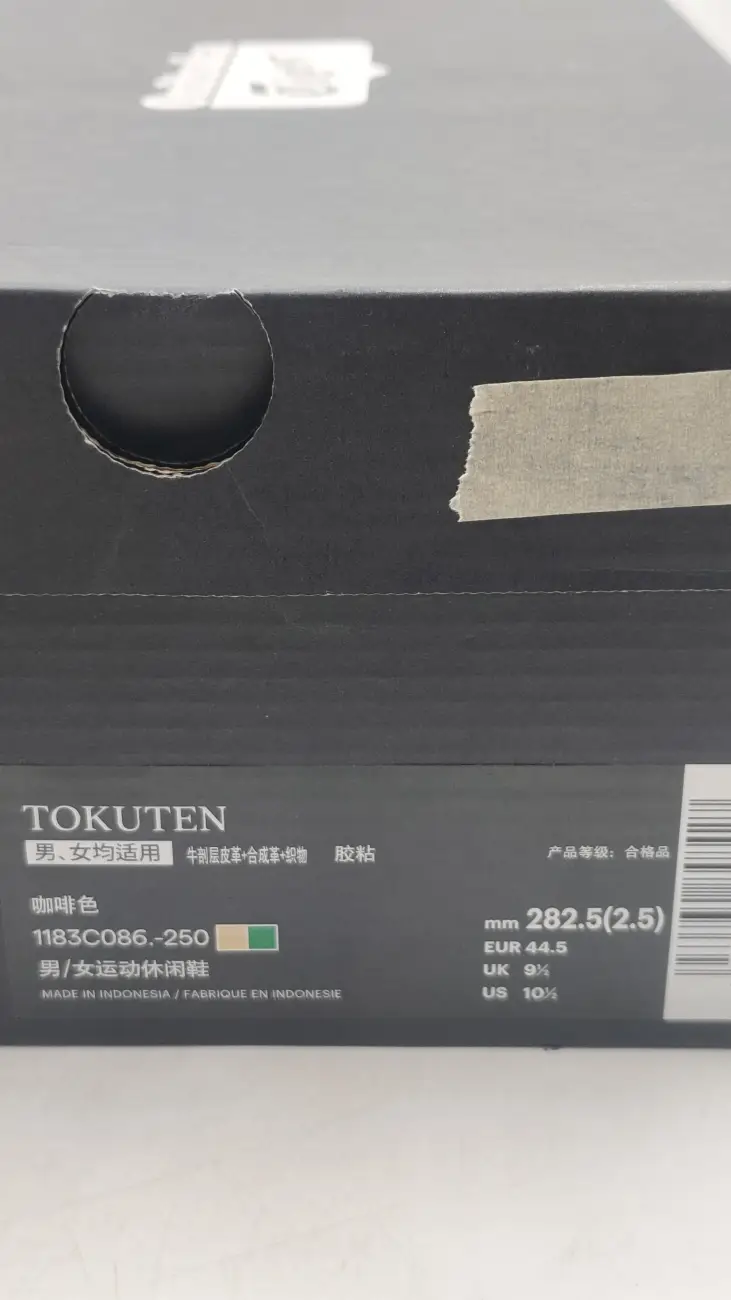 TOKUTEN
男、女均适用 牛剖层皮革+合成革+织物 胶粘
产品等级：合格品
咖啡色
1183C086.-250
男/女运动休闲鞋
MADE IN INDONESIA / FABRIQUE EN INDONESIE
mm 282.5(2.5)
EUR 44.5
UK 9½
US 10½